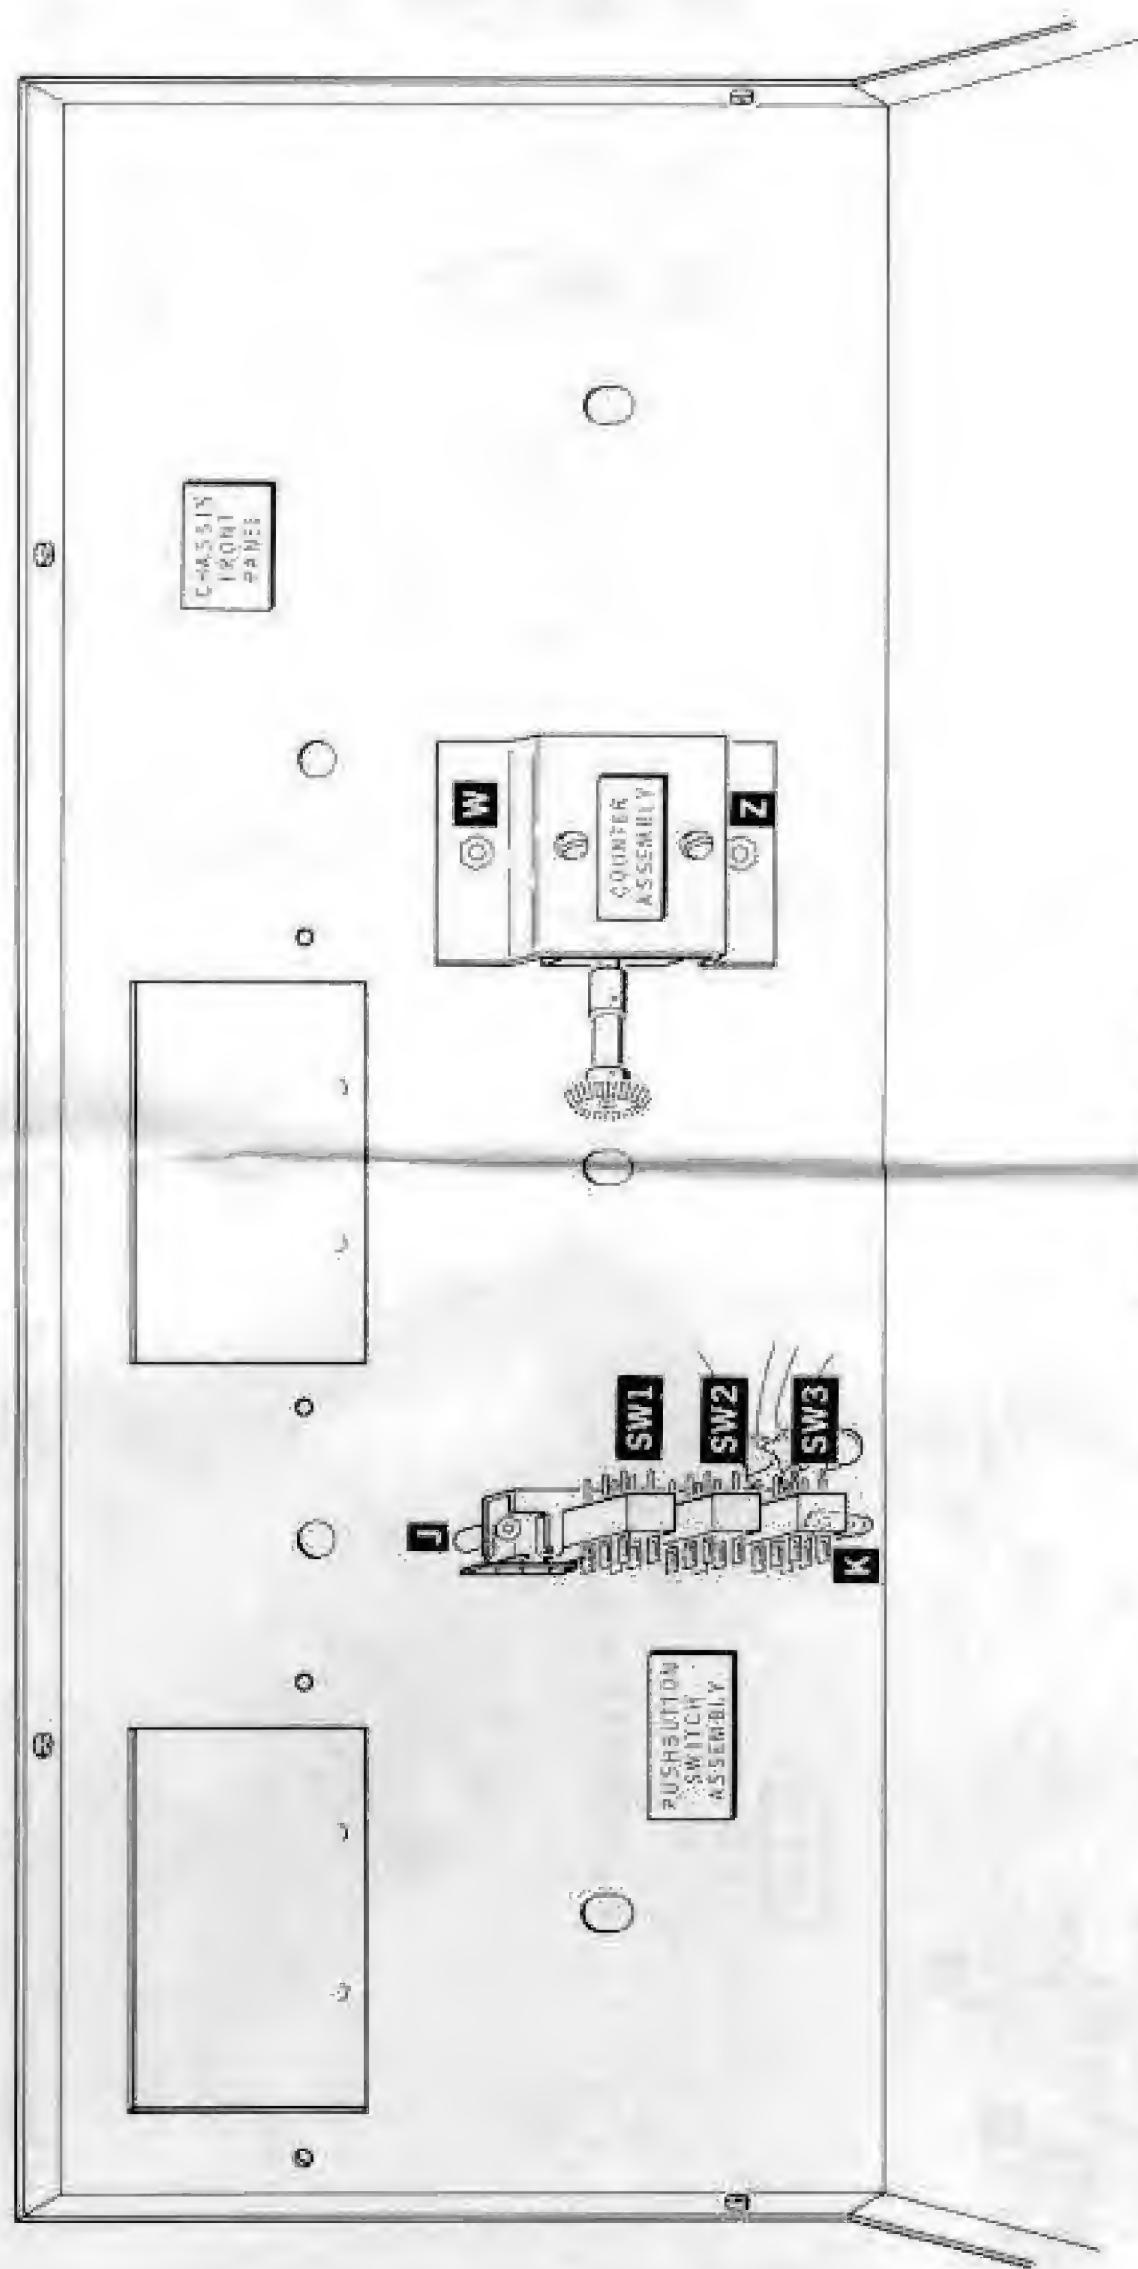 CHASSIS
FRONT
PANEL
W
COUNTER
ASSEMBLY
Z
J
SW1
SW2
SW3
K
PUSHBUTTON
SWITCH
ASSEMBLY